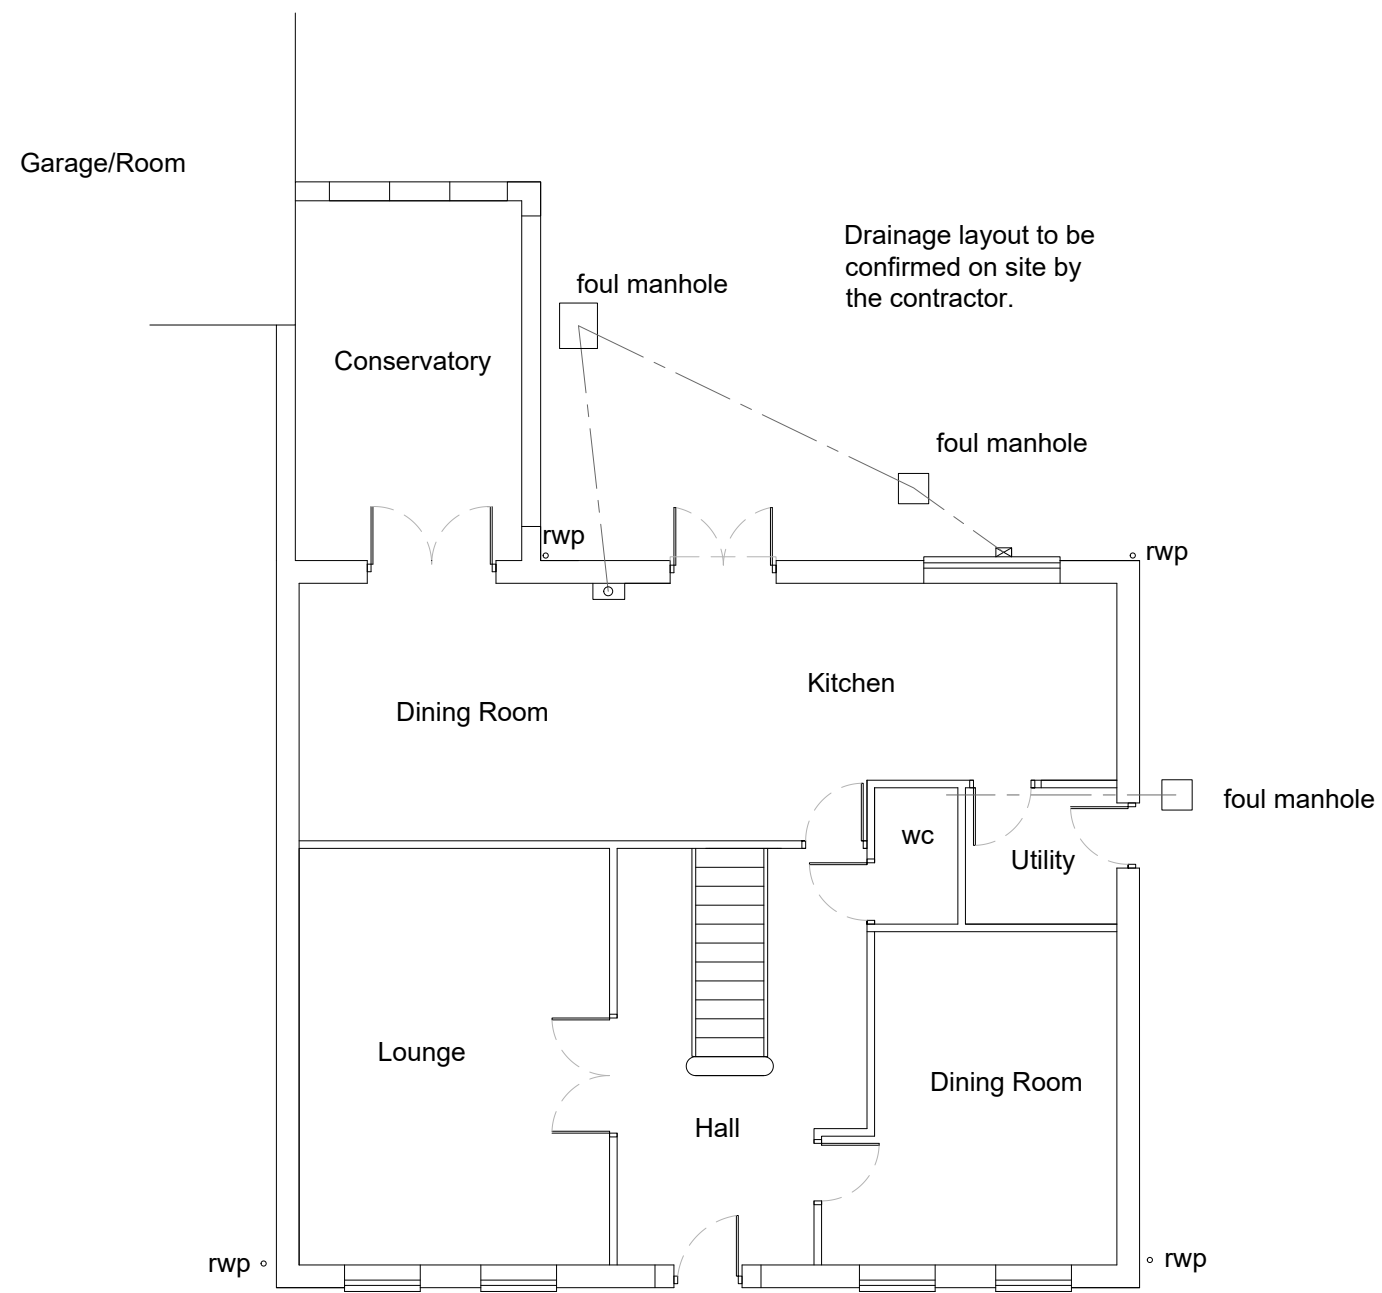 Garage/Room
Drainage layout to be
confirmed on site by
the contractor.
foul manhole
Conservatory
foul manhole
rwp
rwp
Kitchen
Dining Room
foul manhole
wc
Utility
Lounge
Dining Room
Hall
rwp
rwp